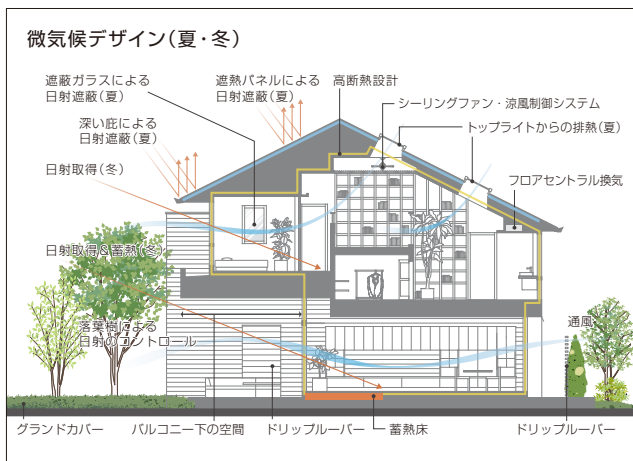 微気候デザイン（夏・冬）
遮蔽ガラスによる
日射遮蔽（夏）
遮熱パネルによる
日射遮蔽（夏）
高断熱設計
シーリングファン・涼風制御システム
トップライトからの排熱（夏）
深い庇による
日射遮蔽（夏）
日射取得（冬）
フロアセントラル換気
日射取得&蓄熱（冬）
落葉樹による
日射のコントロール
通風
グランドカバー
バルコニー下の空間
ドリップルーバー
蓄熱床
ドリップルーバー